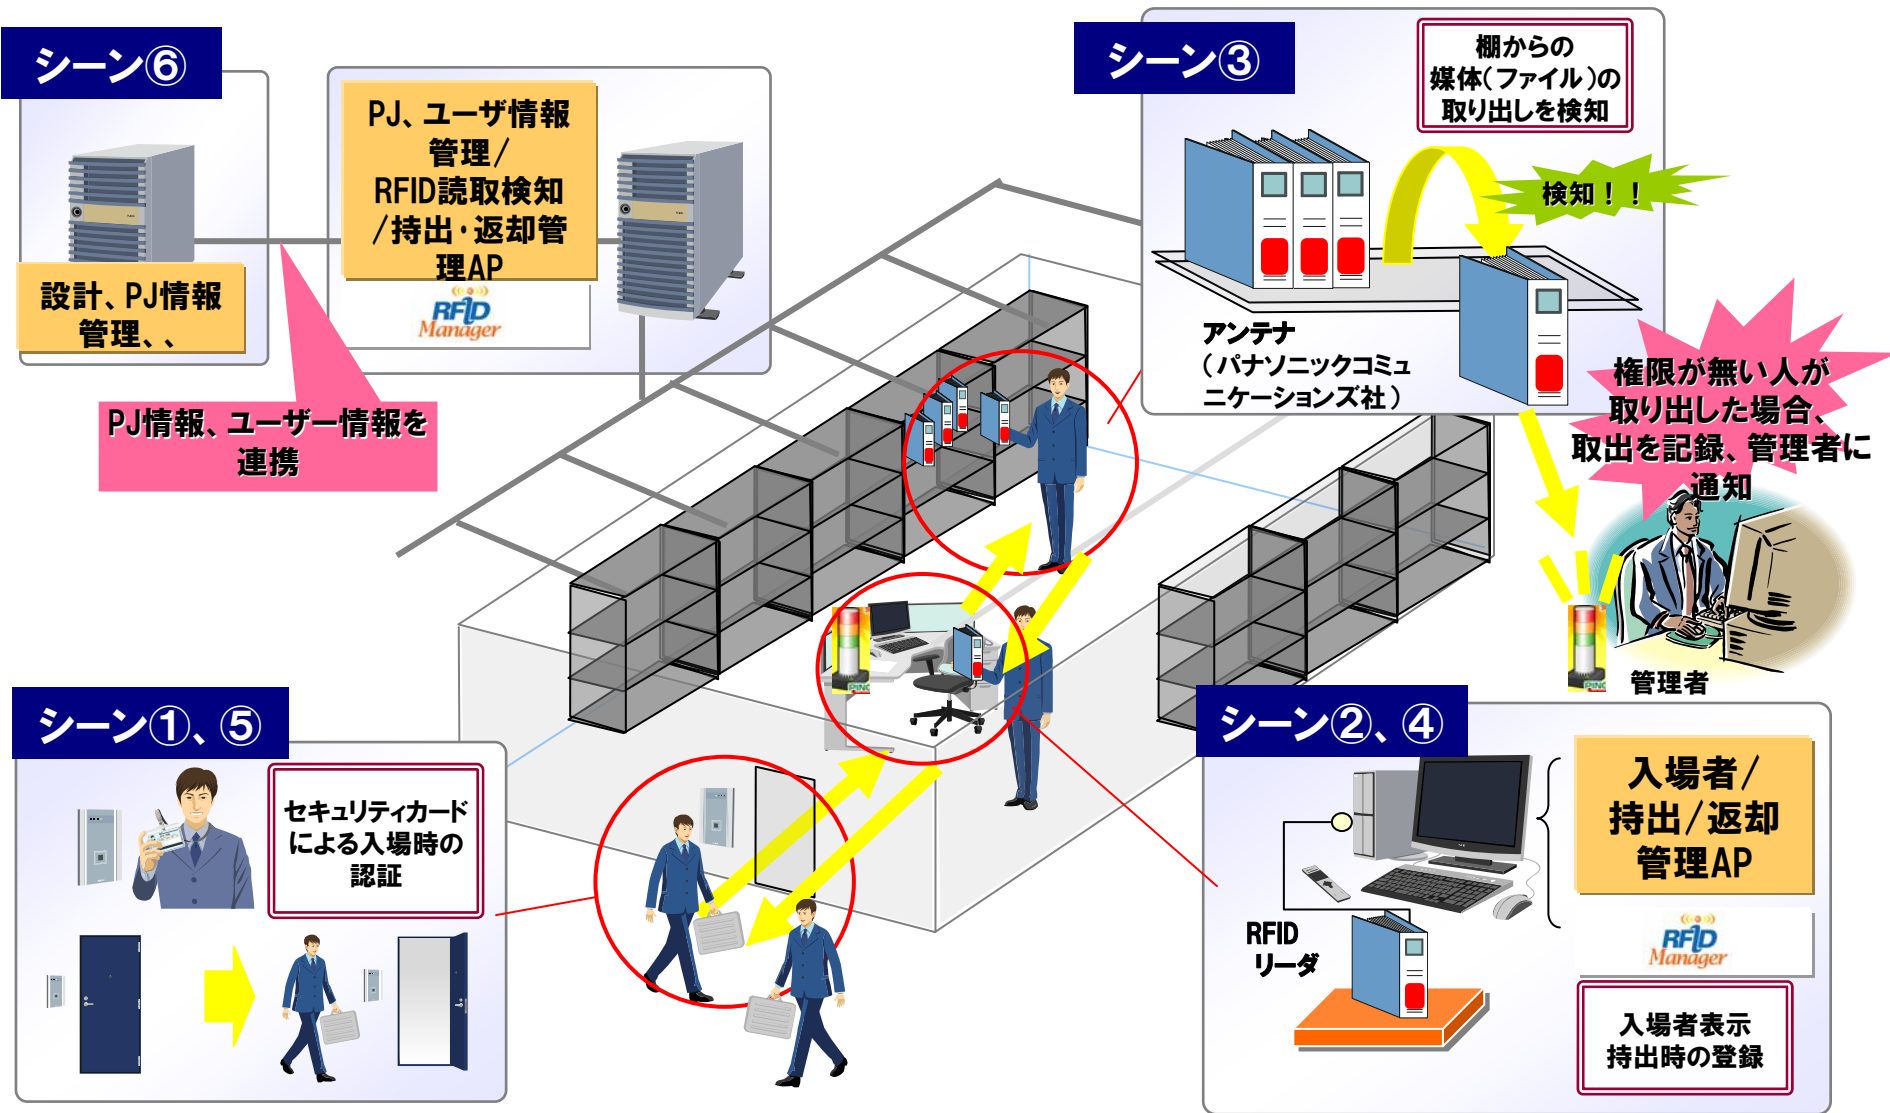 シーン⑥
PJ、ユーザ情報
管理/
RFID読取検知
/持出・返却管
理AP
設計、PJ情報
管理、、
RFID
Manager
PJ情報、ユーザー情報を
連携
シーン③
棚からの
媒体(ファイル)の
取り出しを検知
検知!!
アンテナ
(パナソニックコミュ
ニケーションズ社)
権限が無い人が
取り出した場合、
取出を記録、管理者に
通知
管理者
シーン①、⑤
セキュリティカード
による入場時の
認証
シーン②、④
入場者/
持出/返却
管理AP
RFID
リーダ
RFID
Manager
入場者表示
持出時の登録